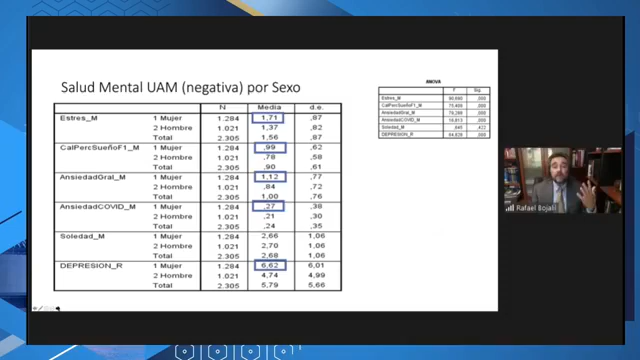 Salud Mental UAM (negativa) por Sexo
N Media d.e.
Estres_M 1 Mujer 1.284 1,71 ,87
2 Hombre 1.021 1,37 ,82
Total 2.305 1,56 ,87
CalPercSueñoF1_M 1 Mujer 1.284 ,99 ,62
2 Hombre 1.021 ,78 ,58
Total 2.305 ,90 ,61
AnsiedadGral_M 1 Mujer 1.284 1,12 ,77
2 Hombre 1.021 ,84 ,72
Total 2.305 1,00 ,76
AnsiedadCOVID_M 1 Mujer 1.284 ,27 ,38
2 Hombre 1.021 ,21 ,30
Total 2.305 ,24 ,35
Soledad_M 1 Mujer 1.284 2,66 1,06
2 Hombre 1.021 2,70 1,06
Total 2.305 2,68 1,06
DEPRESION_R 1 Mujer 1.284 6,62 6,01
2 Hombre 1.021 4,74 4,99
Total 2.305 5,79 5,66
ANOVA
F Sig.
Estres_M ,000
CalPercSueñoF1_M ,000
AnsiedadGral_M ,000
AnsiedadCOVID_M ,000
Soledad_M ,645 ,422
DEPRESION_R ,000
Rafael Bojalil